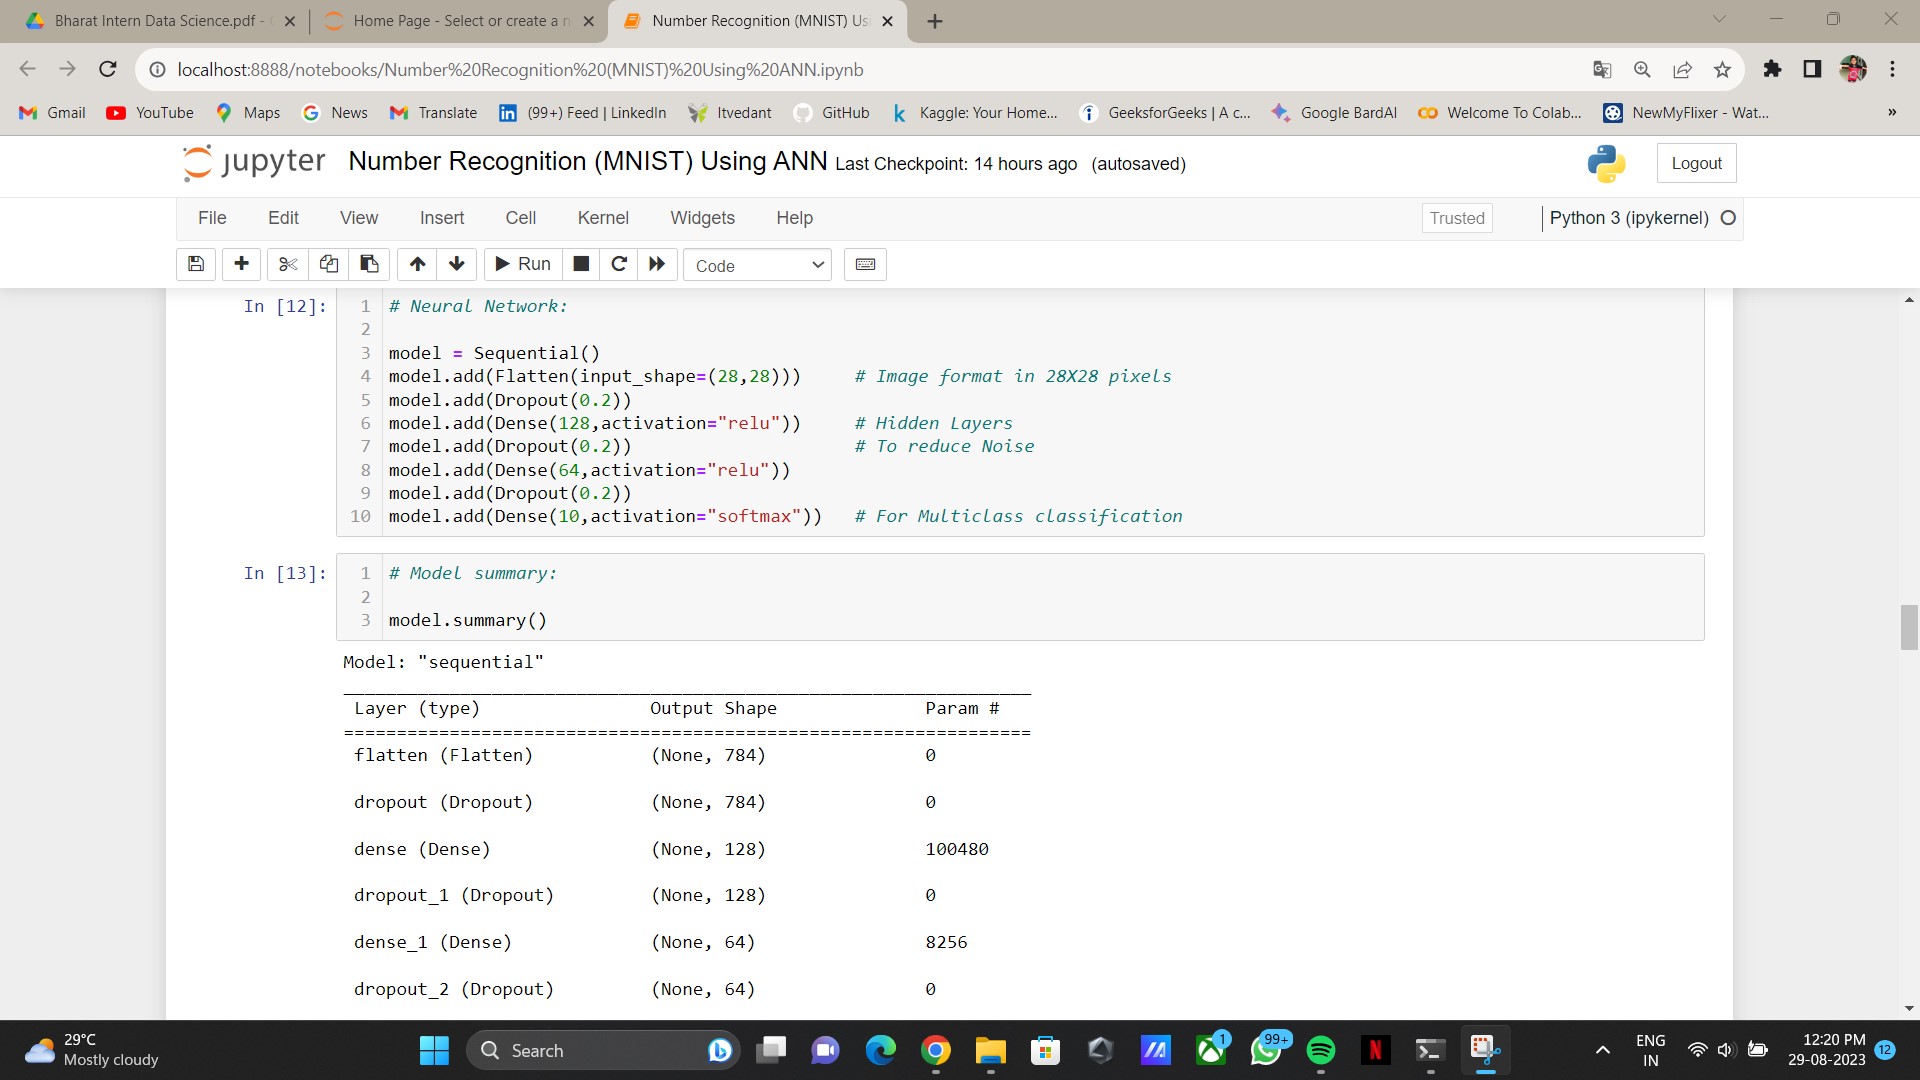 Bharat Intern Data Science.pdf -
Home Page - Select or create a n
Number Recognition (MNIST) Us
localhost:8888/notebooks/Number%20Recognition%20(MNIST)%20Using%20ANN.ipynb
Gmail YouTube Maps News Translate (99+) Feed | LinkedIn Itvedant GitHub Kaggle: Your Home... GeeksforGeeks | A c... Google BardAI Welcome To Colab... NewMyFlixer - Wat... »
jupyter Number Recognition (MNIST) Using ANN Last Checkpoint: 14 hours ago (autosaved) Logout
File Edit View Insert Cell Kernel Widgets Help Trusted Python 3 (ipykernel)
Run Code
In [12]: 1 # Neural Network:
2
3 model = Sequential()
4 model.add(Flatten(input_shape=(28,28))) # Image format in 28X28 pixels
5 model.add(Dropout(0.2))
6 model.add(Dense(128,activation="relu")) # Hidden Layers
7 model.add(Dropout(0.2)) # To reduce Noise
8 model.add(Dense(64,activation="relu"))
9 model.add(Dropout(0.2))
10 model.add(Dense(10,activation="softmax")) # For Multiclass classification
In [13]: 1 # Model summary:
2
3 model.summary()
Model: "sequential"
_________________________________________________________________
Layer (type) Output Shape Param #
=================================================================
flatten (Flatten) (None, 784) 0
dropout (Dropout) (None, 784) 0
dense (Dense) (None, 128) 100480
dropout_1 (Dropout) (None, 128) 0
dense_1 (Dense) (None, 64) 8256
dropout_2 (Dropout) (None, 64) 0
29°C
Mostly cloudy
Search
1
99+
ENG
IN
12:20 PM
29-08-2023
12